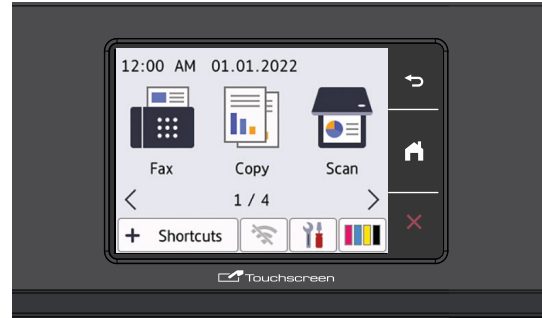 12:00 AM 01.01.2022
Fax Copy Scan
1 / 4
+ Shortcuts
Touchscreen